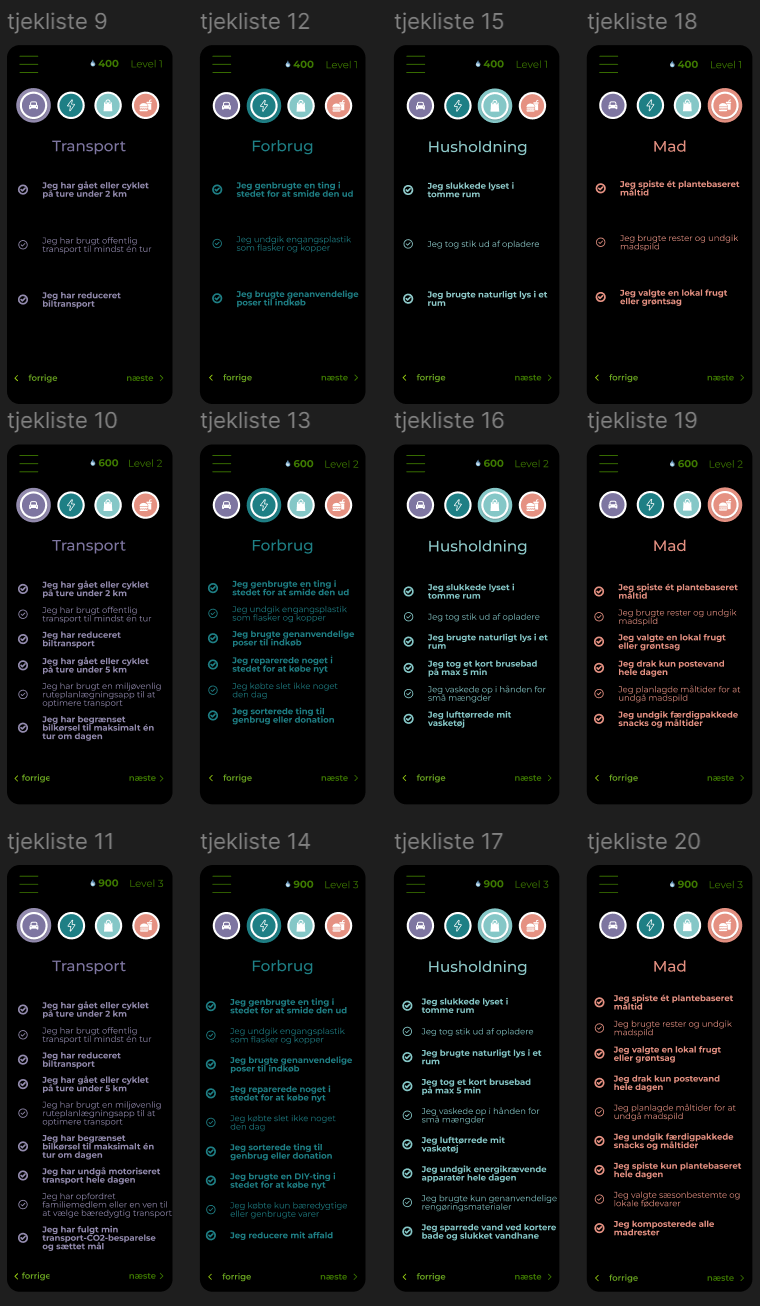 tjekliste 9
400 Level 1
Transport
Jeg har gået eller cyklet
på ture under 2 km
Jeg har brugt offentlig
transport til mindst én tur
Jeg har reduceret
biltransport
forrige næste
tjekliste 12
400 Level 1
Forbrug
Jeg genbrugte en ting i
stedet for at smide den ud
Jeg undgik engangsplastik
som flasker og kopper
Jeg brugte genanvendelige
poser til indkøb
forrige næste
tjekliste 15
400 Level 1
Husholdning
Jeg slukkede lyset i
tomme rum
Jeg tog stik ud af opladere
Jeg brugte naturligt lys i et
rum
forrige næste
tjekliste 18
400 Level 1
Mad
Jeg spiste ét plantebaseret
måltid
Jeg brugte rester og undgik
madspild
Jeg valgte en lokal frugt
eller grøntsag
forrige næste
tjekliste 10
600 Level 2
Transport
Jeg har gået eller cyklet
på ture under 2 km
Jeg har brugt offentlig
transport til mindst én tur
Jeg har reduceret
biltransport
Jeg har gået eller cyklet
på ture under 5 km
Jeg har brugt en miljøvenlig
ruteplanlægningsapp til at
optimere transport
Jeg har begrænset
bilkørsel til maksimalt én
tur om dagen
forrige næste
tjekliste 13
600 Level 2
Forbrug
Jeg genbrugte en ting i
stedet for at smide den ud
Jeg undgik engangsplastik
som flasker og kopper
Jeg brugte genanvendelige
poser til indkøb
Jeg reparerede noget i
stedet for at købe nyt
Jeg købte slet ikke noget
den dag
Jeg sorterede ting til
genbrug eller donation
forrige næste
tjekliste 16
600 Level 2
Husholdning
Jeg slukkede lyset i
tomme rum
Jeg tog stik ud af opladere
Jeg brugte naturligt lys i et
rum
Jeg tog et kort brusebad
på max 5 min
Jeg vaskede op i hånden for
små mængder
Jeg lufttørrede mit
vasketøj
forrige næste
tjekliste 19
600 Level 2
Mad
Jeg spiste ét plantebaseret
måltid
Jeg brugte rester og undgik
madspild
Jeg valgte en lokal frugt
eller grøntsag
Jeg drak kun postevand
hele dagen
Jeg planlagde måltider for at
undgå madspild
Jeg undgik færdigpakkede
snacks og måltider
forrige næste
tjekliste 11
900 Level 3
Transport
Jeg har gået eller cyklet
på ture under 2 km
Jeg har brugt offentlig
transport til mindst én tur
Jeg har reduceret
biltransport
Jeg har gået eller cyklet
på ture under 5 km
Jeg har brugt en miljøvenlig
ruteplanlægningsapp til at
optimere transport
Jeg har begrænset
bilkørsel til maksimalt én
tur om dagen
Jeg har undgå motoriseret
transport hele dagen
Jeg har opfordret
familiemedlem eller en ven til
at vælge bæredygtig transport
Jeg har fulgt min
transport-CO2-besparelse
og sættet mål
forrige næste
tjekliste 14
900 Level 3
Forbrug
Jeg genbrugte en ting i
stedet for at smide den ud
Jeg undgik engangsplastik
som flasker og kopper
Jeg brugte genanvendelige
poser til indkøb
Jeg reparerede noget i
stedet for at købe nyt
Jeg købte slet ikke noget
den dag
Jeg sorterede ting til
genbrug eller donation
Jeg brugte en DIY-ting i
stedet for at købe nyt
Jeg købte kun bæredygtige
eller genbrugte varer
Jeg reducere mit affald
forrige næste
tjekliste 17
900 Level 3
Husholdning
Jeg slukkede lyset i
tomme rum
Jeg tog stik ud af opladere
Jeg brugte naturligt lys i et
rum
Jeg tog et kort brusebad
på max 5 min
Jeg vaskede op i hånden for
små mængder
Jeg lufttørrede mit
vasketøj
Jeg undgik energikrævende
apparater hele dagen
Jeg brugte kun genanvendelige
rengøringsmaterialer
Jeg sparrede vand ved kortere
bade og slukket vandhane
forrige næste
tjekliste 20
900 Level 3
Mad
Jeg spiste ét plantebaseret
måltid
Jeg brugte rester og undgik
madspild
Jeg valgte en lokal frugt
eller grøntsag
Jeg drak kun postevand
hele dagen
Jeg planlagde måltider for at
undgå madspild
Jeg undgik færdigpakkede
snacks og måltider
Jeg spiste kun plantebaseret
hele dagen
Jeg valgte sæsonbestemte og
lokale fødevarer
Jeg komposterede alle
madrester
forrige næste